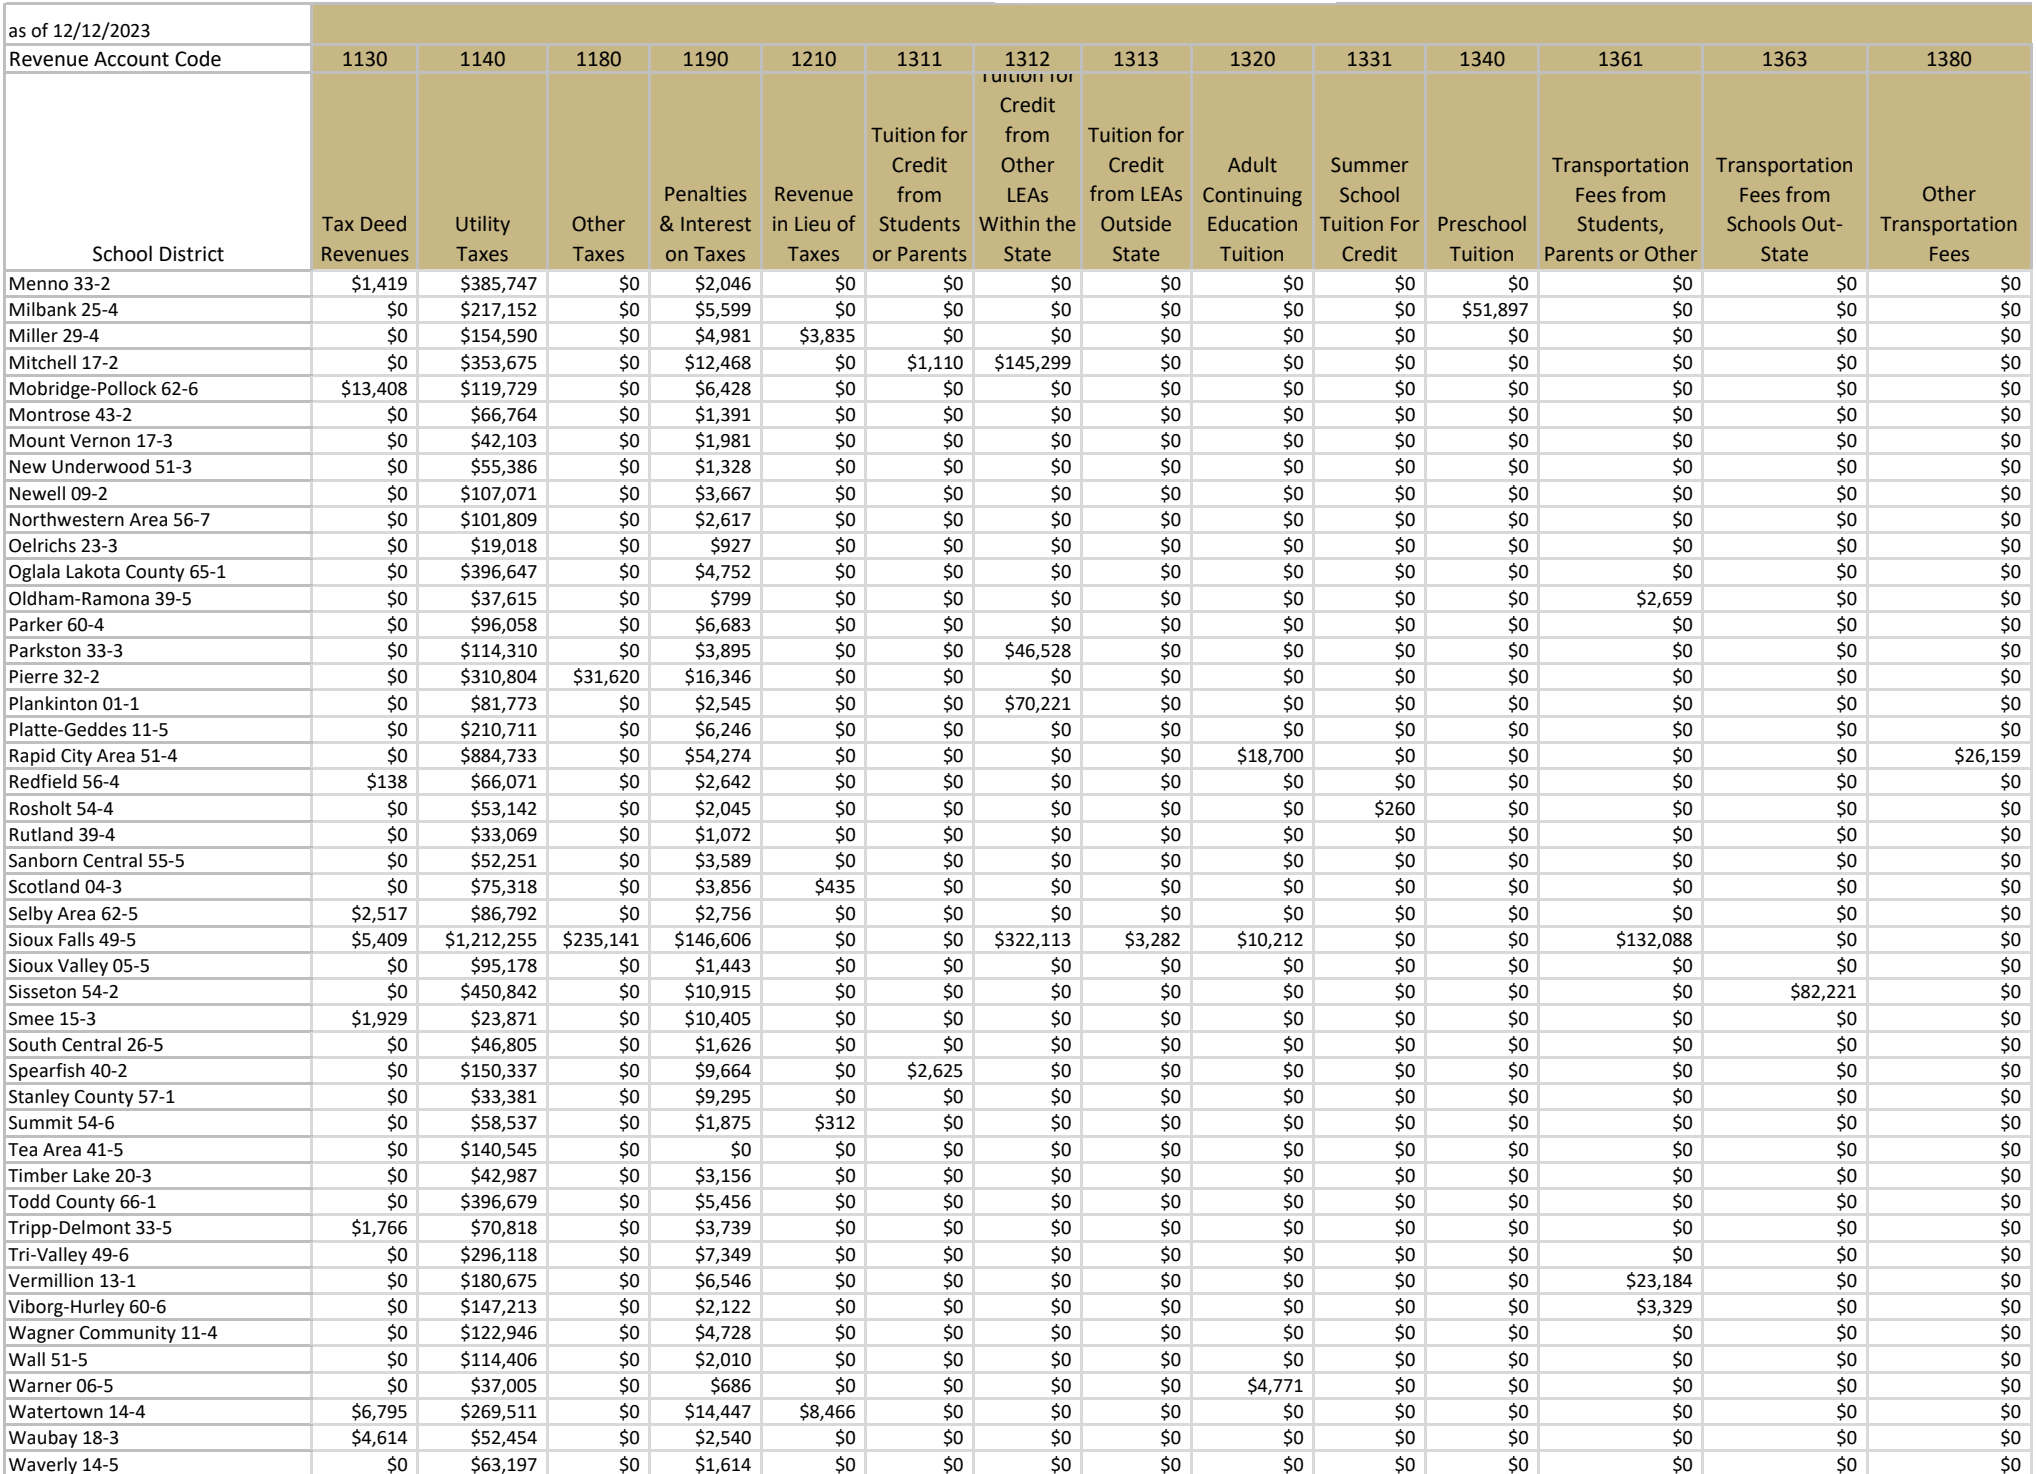 as of 12/12/2023
Revenue Account Code 1130 1140 1180 1190 1210 1311 1312 1313 1320 1331 1340 1361 1363 1380
School District Tax Deed Revenues Utility Taxes Other Taxes Penalties & Interest on Taxes Revenue in Lieu of Taxes Tuition for Credit from Students or Parents Tuition for Credit from Other LEAs Within the State Tuition for Credit from LEAs Outside State Adult Continuing Education Tuition Summer School Tuition For Credit Preschool Tuition Transportation Fees from Students, Parents or Other Transportation Fees from Schools Out-State Other Transportation Fees
Menno 33-2 $1,419 $385,747 $0 $2,046 $0 $0 $0 $0 $0 $0 $0 $0 $0 $0
Milbank 25-4 $0 $217,152 $0 $5,599 $0 $0 $0 $0 $0 $0 $51,897 $0 $0 $0
Miller 29-4 $0 $154,590 $0 $4,981 $3,835 $0 $0 $0 $0 $0 $0 $0 $0 $0
Mitchell 17-2 $0 $353,675 $0 $12,468 $0 $1,110 $145,299 $0 $0 $0 $0 $0 $0 $0
Mobridge-Pollock 62-6 $13,408 $119,729 $0 $6,428 $0 $0 $0 $0 $0 $0 $0 $0 $0 $0
Montrose 43-2 $0 $66,764 $0 $1,391 $0 $0 $0 $0 $0 $0 $0 $0 $0 $0
Mount Vernon 17-3 $0 $42,103 $0 $1,981 $0 $0 $0 $0 $0 $0 $0 $0 $0 $0
New Underwood 51-3 $0 $55,386 $0 $1,328 $0 $0 $0 $0 $0 $0 $0 $0 $0 $0
Newell 09-2 $0 $107,071 $0 $3,667 $0 $0 $0 $0 $0 $0 $0 $0 $0 $0
Northwestern Area 56-7 $0 $101,809 $0 $2,617 $0 $0 $0 $0 $0 $0 $0 $0 $0 $0
Oelrichs 23-3 $0 $19,018 $0 $927 $0 $0 $0 $0 $0 $0 $0 $0 $0 $0
Oglala Lakota County 65-1 $0 $396,647 $0 $4,752 $0 $0 $0 $0 $0 $0 $0 $0 $0 $0
Oldham-Ramona 39-5 $0 $37,615 $0 $799 $0 $0 $0 $0 $0 $0 $0 $2,659 $0 $0
Parker 60-4 $0 $96,058 $0 $6,683 $0 $0 $0 $0 $0 $0 $0 $0 $0 $0
Parkston 33-3 $0 $114,310 $0 $3,895 $0 $0 $46,528 $0 $0 $0 $0 $0 $0 $0
Pierre 32-2 $0 $310,804 $31,620 $16,346 $0 $0 $0 $0 $0 $0 $0 $0 $0 $0
Plankinton 01-1 $0 $81,773 $0 $2,545 $0 $0 $70,221 $0 $0 $0 $0 $0 $0 $0
Platte-Geddes 11-5 $0 $210,711 $0 $6,246 $0 $0 $0 $0 $0 $0 $0 $0 $0 $0
Rapid City Area 51-4 $0 $884,733 $0 $54,274 $0 $0 $0 $0 $18,700 $0 $0 $0 $0 $26,159
Redfield 56-4 $138 $66,071 $0 $2,642 $0 $0 $0 $0 $0 $0 $0 $0 $0 $0
Rosholt 54-4 $0 $53,142 $0 $2,045 $0 $0 $0 $0 $0 $260 $0 $0 $0 $0
Rutland 39-4 $0 $33,069 $0 $1,072 $0 $0 $0 $0 $0 $0 $0 $0 $0 $0
Sanborn Central 55-5 $0 $52,251 $0 $3,589 $0 $0 $0 $0 $0 $0 $0 $0 $0 $0
Scotland 04-3 $0 $75,318 $0 $3,856 $435 $0 $0 $0 $0 $0 $0 $0 $0 $0
Selby Area 62-5 $2,517 $86,792 $0 $2,756 $0 $0 $0 $0 $0 $0 $0 $0 $0 $0
Sioux Falls 49-5 $5,409 $1,212,255 $235,141 $146,606 $0 $0 $322,113 $3,282 $10,212 $0 $0 $132,088 $0 $0
Sioux Valley 05-5 $0 $95,178 $0 $1,443 $0 $0 $0 $0 $0 $0 $0 $0 $0 $0
Sisseton 54-2 $0 $450,842 $0 $10,915 $0 $0 $0 $0 $0 $0 $0 $0 $82,221 $0
Smee 15-3 $1,929 $23,871 $0 $10,405 $0 $0 $0 $0 $0 $0 $0 $0 $0 $0
South Central 26-5 $0 $46,805 $0 $1,626 $0 $0 $0 $0 $0 $0 $0 $0 $0 $0
Spearfish 40-2 $0 $150,337 $0 $9,664 $0 $2,625 $0 $0 $0 $0 $0 $0 $0 $0
Stanley County 57-1 $0 $33,381 $0 $9,295 $0 $0 $0 $0 $0 $0 $0 $0 $0 $0
Summit 54-6 $0 $58,537 $0 $1,875 $312 $0 $0 $0 $0 $0 $0 $0 $0 $0
Tea Area 41-5 $0 $140,545 $0 $0 $0 $0 $0 $0 $0 $0 $0 $0 $0 $0
Timber Lake 20-3 $0 $42,987 $0 $3,156 $0 $0 $0 $0 $0 $0 $0 $0 $0 $0
Todd County 66-1 $0 $396,679 $0 $5,456 $0 $0 $0 $0 $0 $0 $0 $0 $0 $0
Tripp-Delmont 33-5 $1,766 $70,818 $0 $3,739 $0 $0 $0 $0 $0 $0 $0 $0 $0 $0
Tri-Valley 49-6 $0 $296,118 $0 $7,349 $0 $0 $0 $0 $0 $0 $0 $0 $0 $0
Vermillion 13-1 $0 $180,675 $0 $6,546 $0 $0 $0 $0 $0 $0 $0 $23,184 $0 $0
Viborg-Hurley 60-6 $0 $147,213 $0 $2,122 $0 $0 $0 $0 $0 $0 $0 $3,329 $0 $0
Wagner Community 11-4 $0 $122,946 $0 $4,728 $0 $0 $0 $0 $0 $0 $0 $0 $0 $0
Wall 51-5 $0 $114,406 $0 $2,010 $0 $0 $0 $0 $0 $0 $0 $0 $0 $0
Warner 06-5 $0 $37,005 $0 $686 $0 $0 $0 $0 $4,771 $0 $0 $0 $0 $0
Watertown 14-4 $6,795 $269,511 $0 $14,447 $8,466 $0 $0 $0 $0 $0 $0 $0 $0 $0
Waubay 18-3 $4,614 $52,454 $0 $2,540 $0 $0 $0 $0 $0 $0 $0 $0 $0 $0
Waverly 14-5 $0 $63,197 $0 $1,614 $0 $0 $0 $0 $0 $0 $0 $0 $0 $0